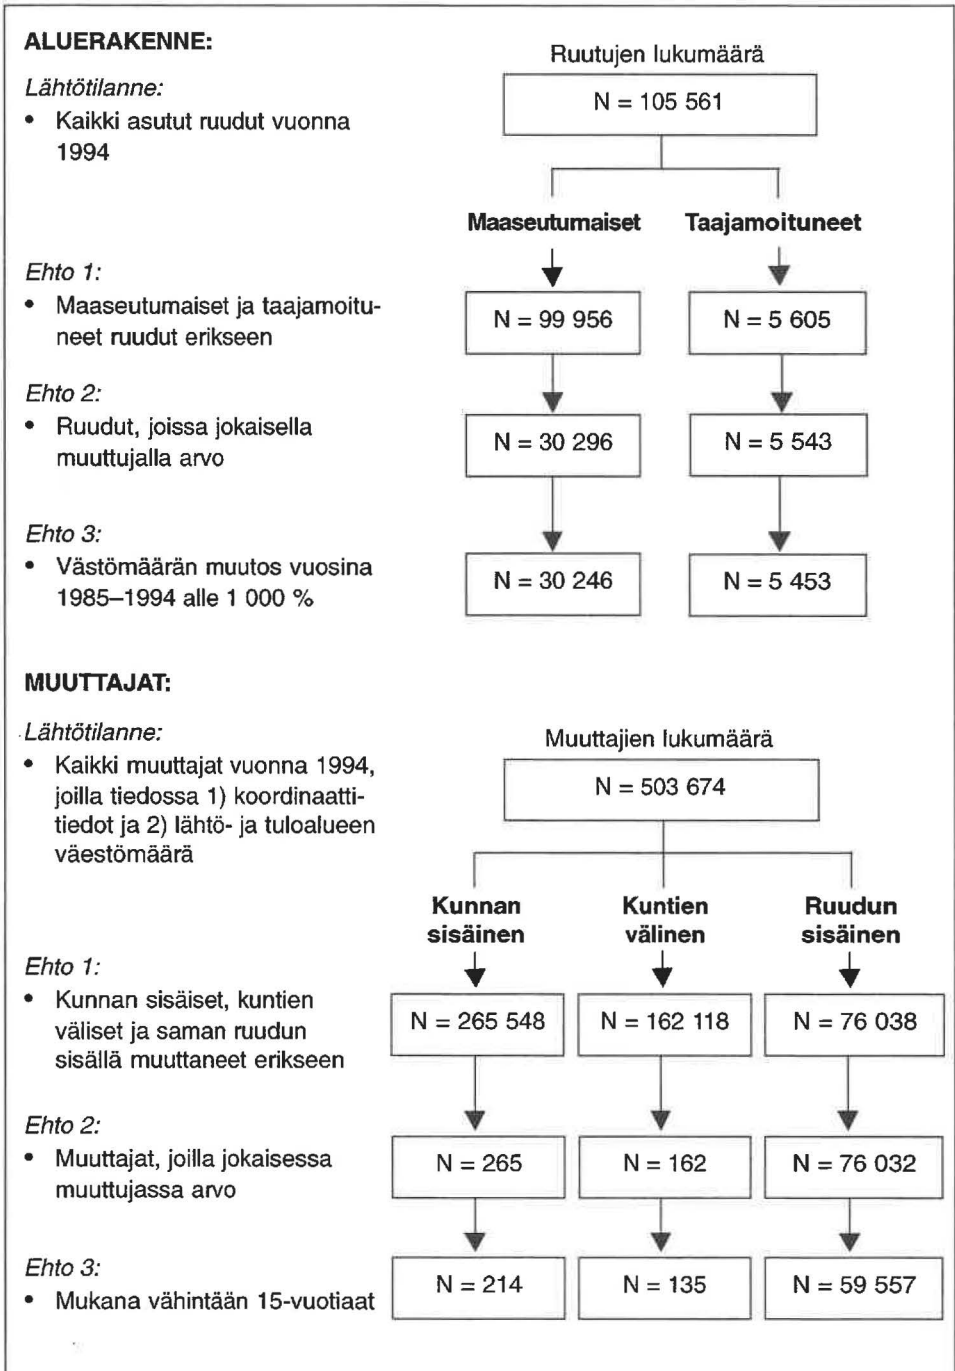 ALUERAKENNE:
Lähtötilanne:
• Kaikki asutut ruudut vuonna
1994
Ruutujen lukumäärä
N = 105 561
Maaseutumaiset
Taajamoituneet
Ehto 1:
• Maaseutumaiset ja taajamoitu-
neet ruudut erikseen
N = 99 956
N = 5 605
Ehto 2:
• Ruudut, joissa jokaisella
muuttujalla arvo
N = 30 296
N = 5 543
Ehto 3:
• Västömäärän muutos vuosina
1985–1994 alle 1 000 %
N = 30 246
N = 5 453
MUUTTAJAT:
Lähtötilanne:
• Kaikki muuttajat vuonna 1994,
joilla tiedossa 1) koordinaatti-
tiedot ja 2) lähtö- ja tuloalueen
väestömäärä
Muuttajien lukumäärä
N = 503 674
Kunnan
sisäinen
Kuntien
välinen
Ruudun
sisäinen
Ehto 1:
• Kunnan sisäiset, kuntien
väliset ja saman ruudun
sisällä muuttaneet erikseen
N = 265 548
N = 162 118
N = 76 038
Ehto 2:
• Muuttajat, joilla jokaisessa
muuttujassa arvo
N = 265
N = 162
N = 76 032
Ehto 3:
• Mukana vähintään 15-vuotiaat
N = 214
N = 135
N = 59 557